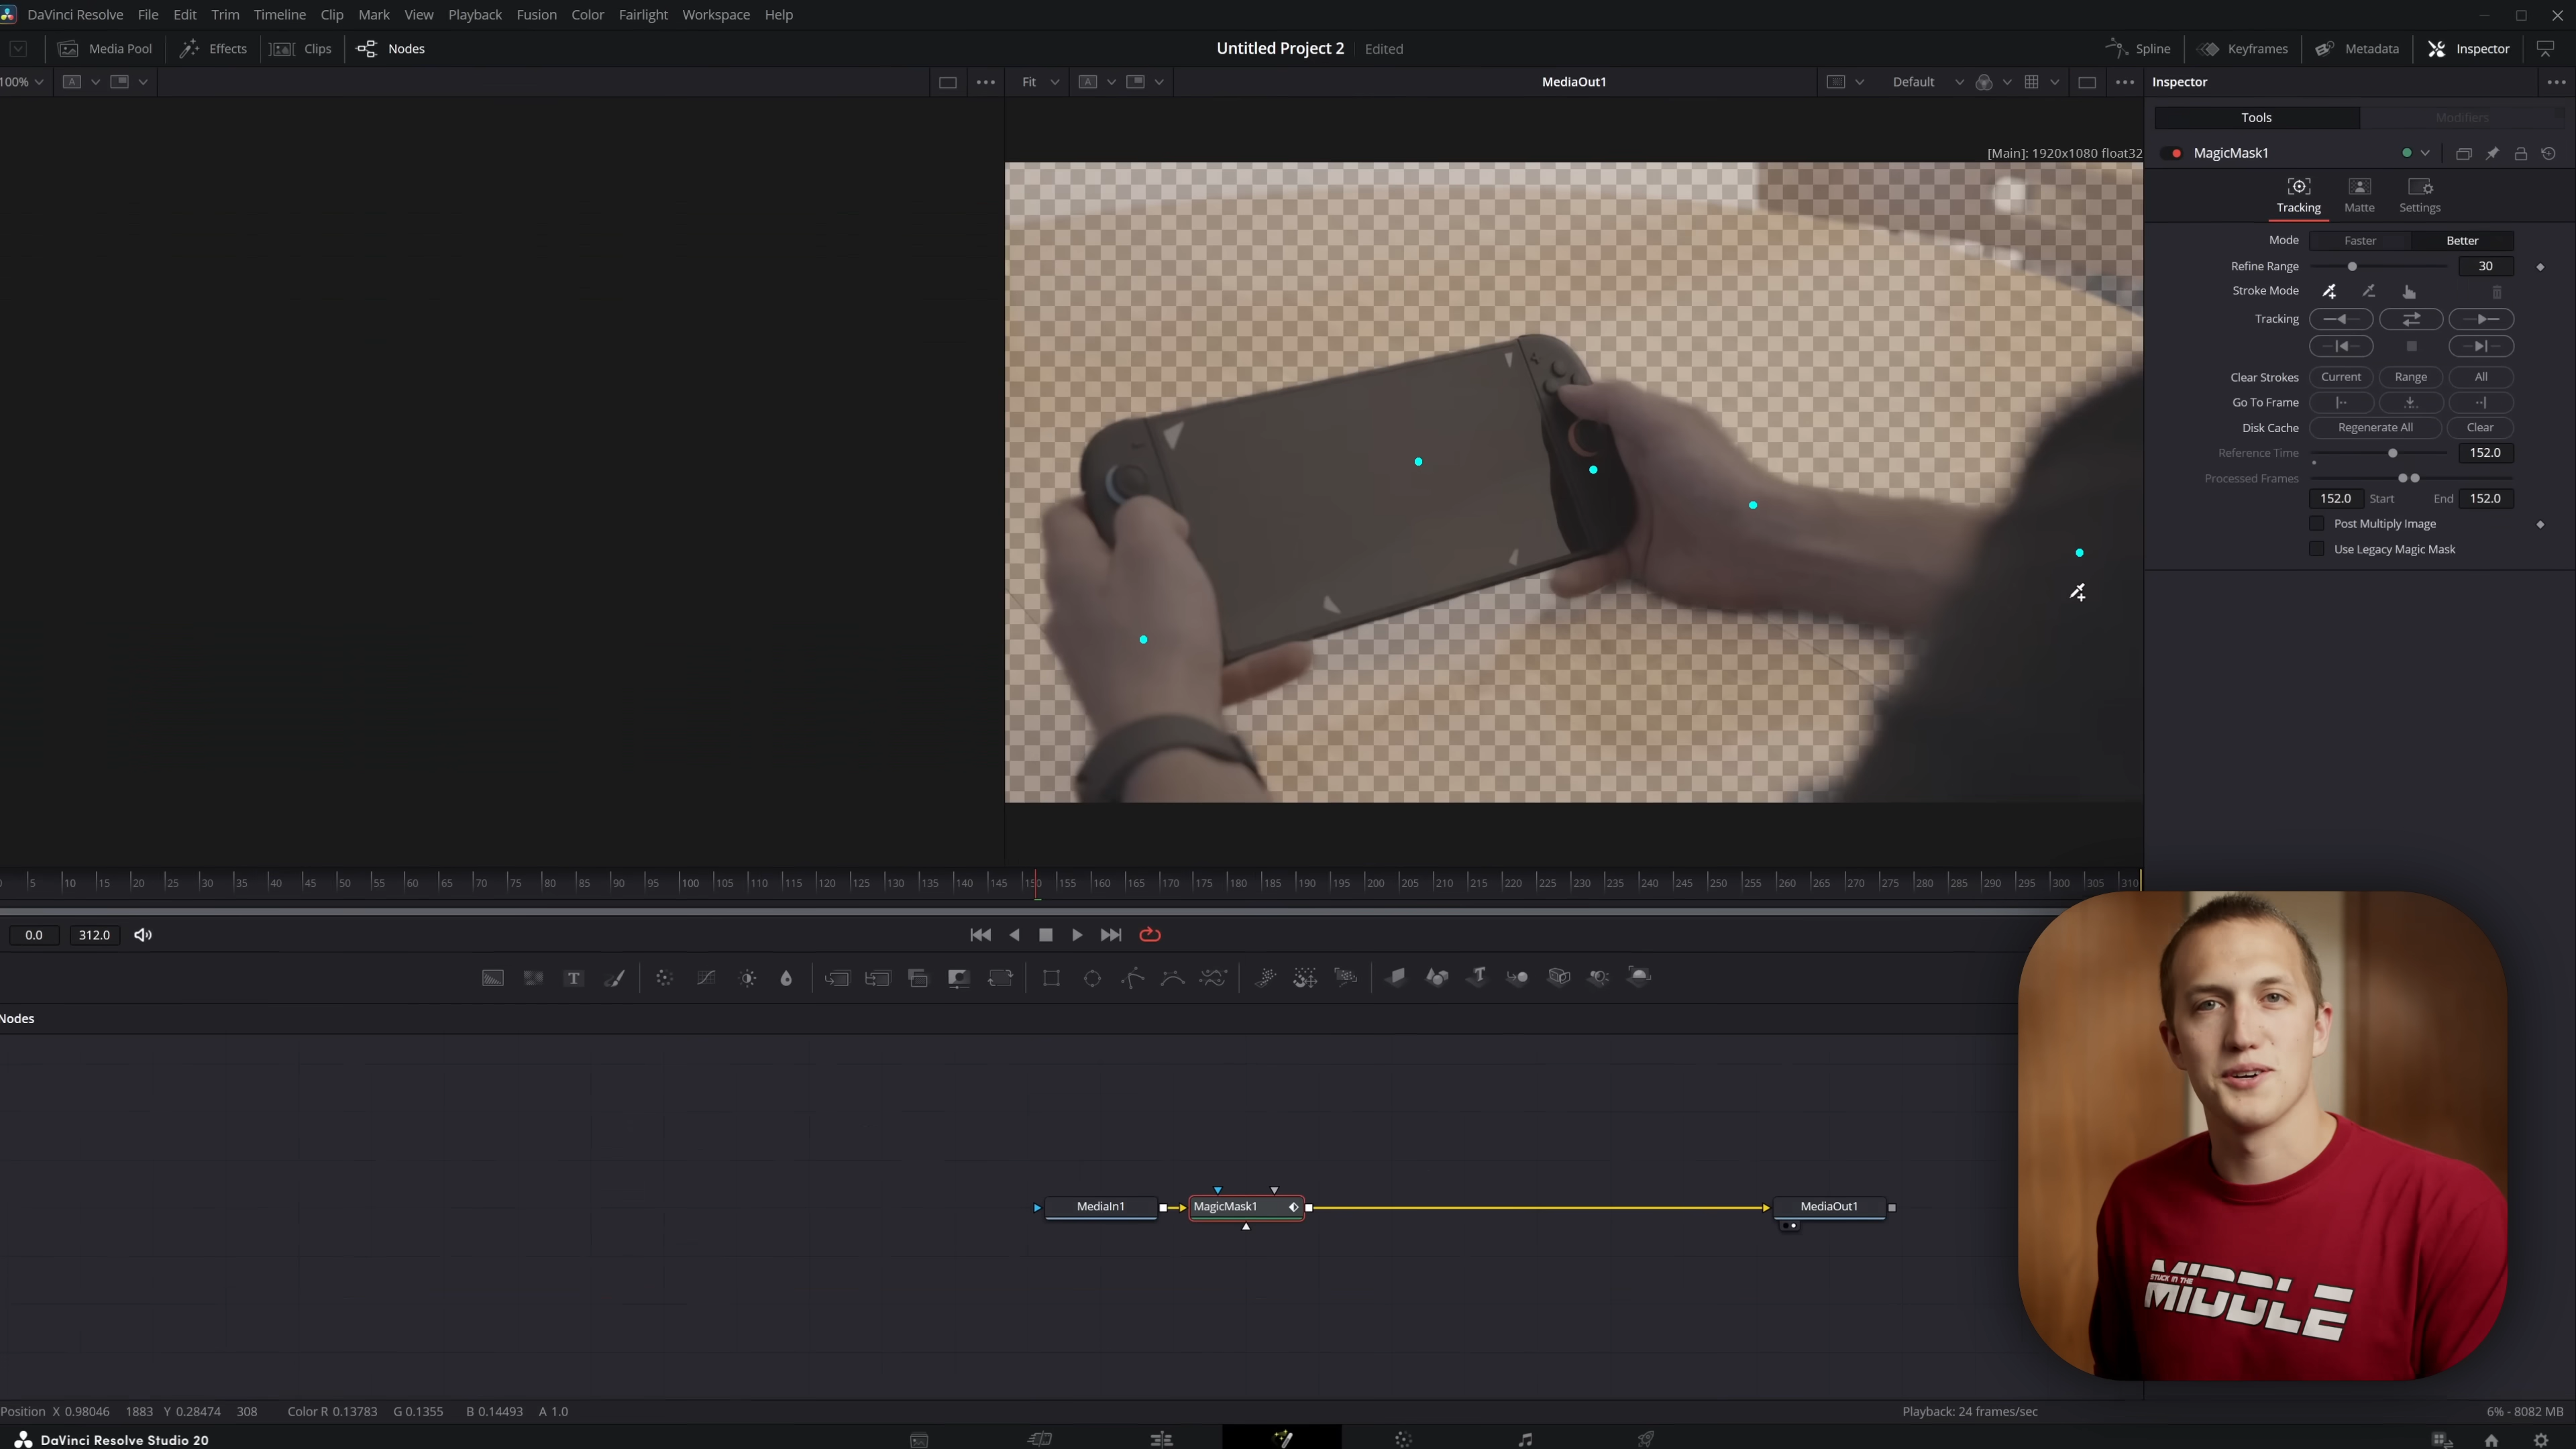 DaVinci Resolve File Edit Trim Timeline Clip Mark View Playback Fusion Color Fairlight Workspace Help
Media Pool Effects Clips Nodes Untitled Project 2 Edited Spline Keyframes Metadata Inspector
100% A Fit A MediaOut1 Default Inspector
Tools Modifiers
[Main]: 1920x1080 float32
MagicMask1
Tracking Matte Settings
Mode Faster Better
Refine Range 30
Stroke Mode
Tracking
Clear Strokes Current Range All
Go To Frame
Disk Cache Regenerate All Clear
Reference Time 152.0
Processed Frames
152.0 Start End 152.0
Post Multiply Image
Use Legacy Magic Mask
5 10 15 20 25 30 35 40 45 50 55 60 65 70 75 80 85 90 95 100 105 110 115 120 125 130 135 140 145 150 155 160 165 170 175 180 185 190 195 200 205 210 215 220 225 230 235 240 245 250 255 260 265 270 275 280 285 290 295 300 305 310
0.0 312.0
T T
Nodes
MediaIn1 MagicMask1 MediaOut1
STUCK IN THE
MIDDLE
MIDDLE
Position X 0.98046 1883 Y 0.28474 308 Color R 0.13783 G 0.1355 B 0.14493 A 1.0 Playback: 24 frames/sec 6% - 8082 MB
DaVinci Resolve Studio 20